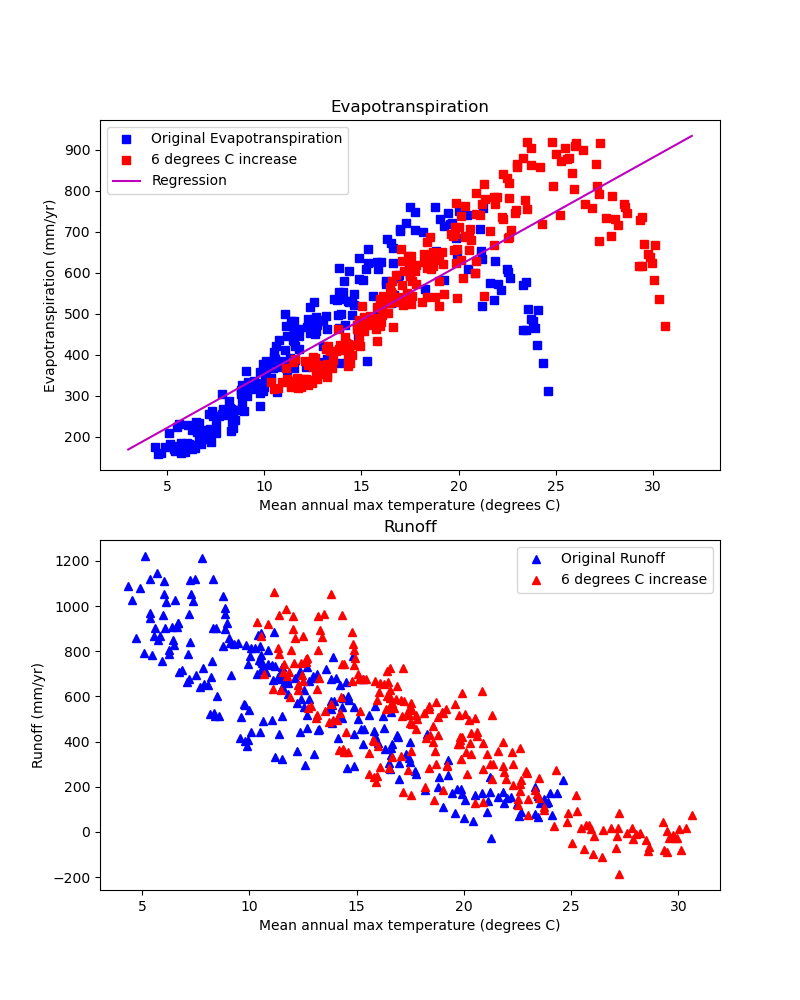 Evapotranspiration
Original Evapotranspiration
6 degrees C increase
Regression
900
800
700
600
500
400
300
200
Evapotranspiration (mm/yr)
5 10 15 20 25 30
Mean annual max temperature (degrees C)
Runoff
Original Runoff
6 degrees C increase
1200
1000
800
600
400
200
0
−200
Runoff (mm/yr)
5 10 15 20 25 30
Mean annual max temperature (degrees C)